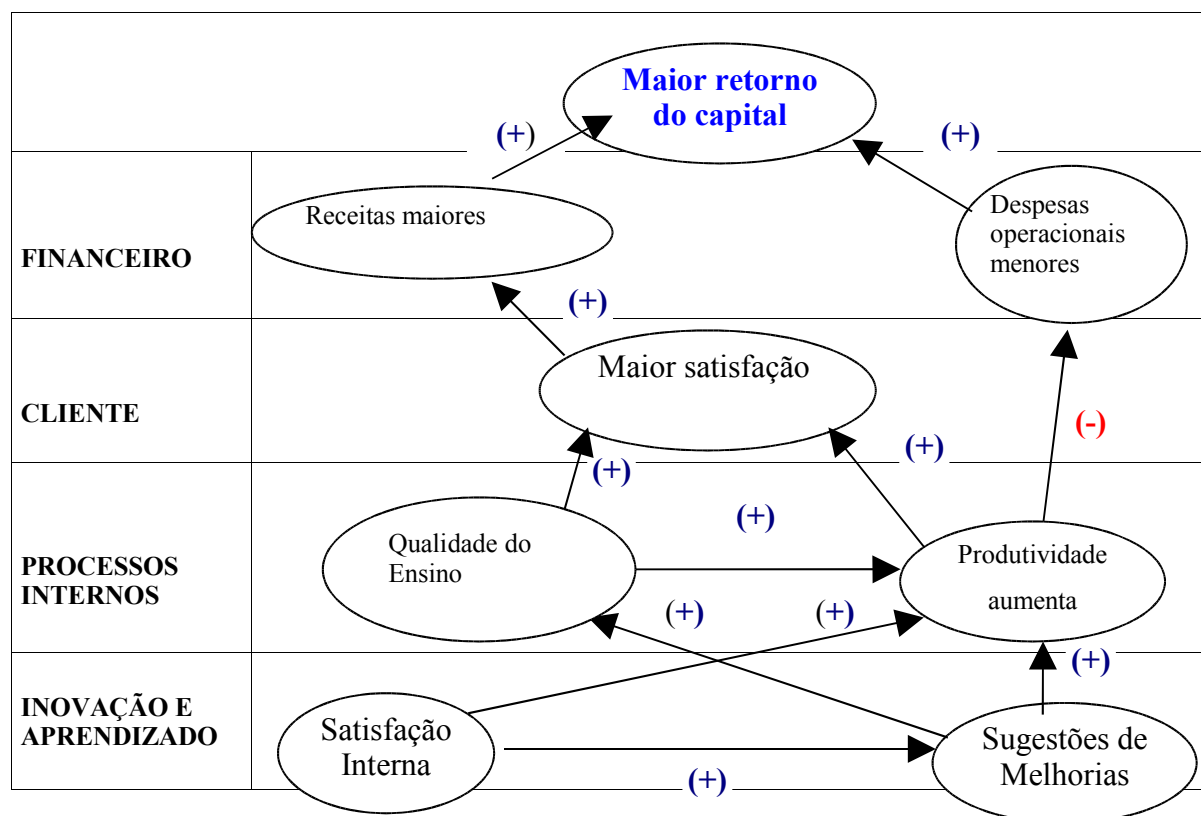 Maior retorno
do capital
(+)
(+)
FINANCEIRO
Receitas maiores
Despesas
operacionais
menores
(+)
CLIENTE
Maior satisfação
(-)
(+)
(+)
(+)
PROCESSOS
INTERNOS
Qualidade do
Ensino
Produtividade
aumenta
(+)
(+)
(+)
INOVAÇÃO E
APRENDIZADO
Satisfação
Interna
Sugestões de
Melhorias
(+)